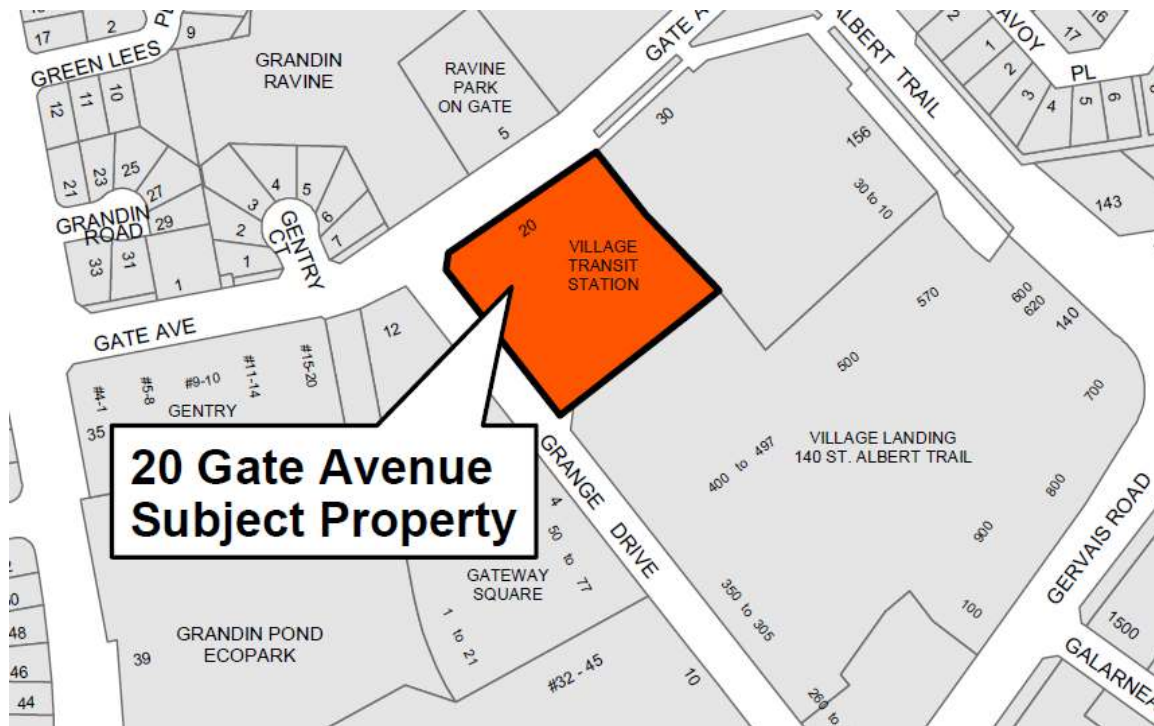 17
2
PL
9
GREEN LEES
12
11
10
GRANDIN
RAVINE
RAVINE
PARK
ON GATE
5
GATE
30
ALBERT TRAIL
156
30 to 10
2
1
2
3
4
5
6
PL
17
16
143
21
23
25
27
29
GRANDIN
ROAD
33
31
1
3
4
5
6
7
2
1
GENTRY
CT
20
VILLAGE
TRANSIT
STATION
GATE AVE
12
#4-1
#5-8
#9-10
#11-14
#15-20
GENTRY
35
20 Gate Avenue
Subject Property
570
600
620
140
500
700
VILLAGE LANDING
140 ST. ALBERT TRAIL
400 to 497
800
900
GERVAIS ROAD
GRANGE DRIVE
4
50 to 77
GATEWAY
SQUARE
1 to 21
350 to 305
100
1500
GRANDIN POND
ECOPARK
39
#32 - 45
10
260 to
48
46
44